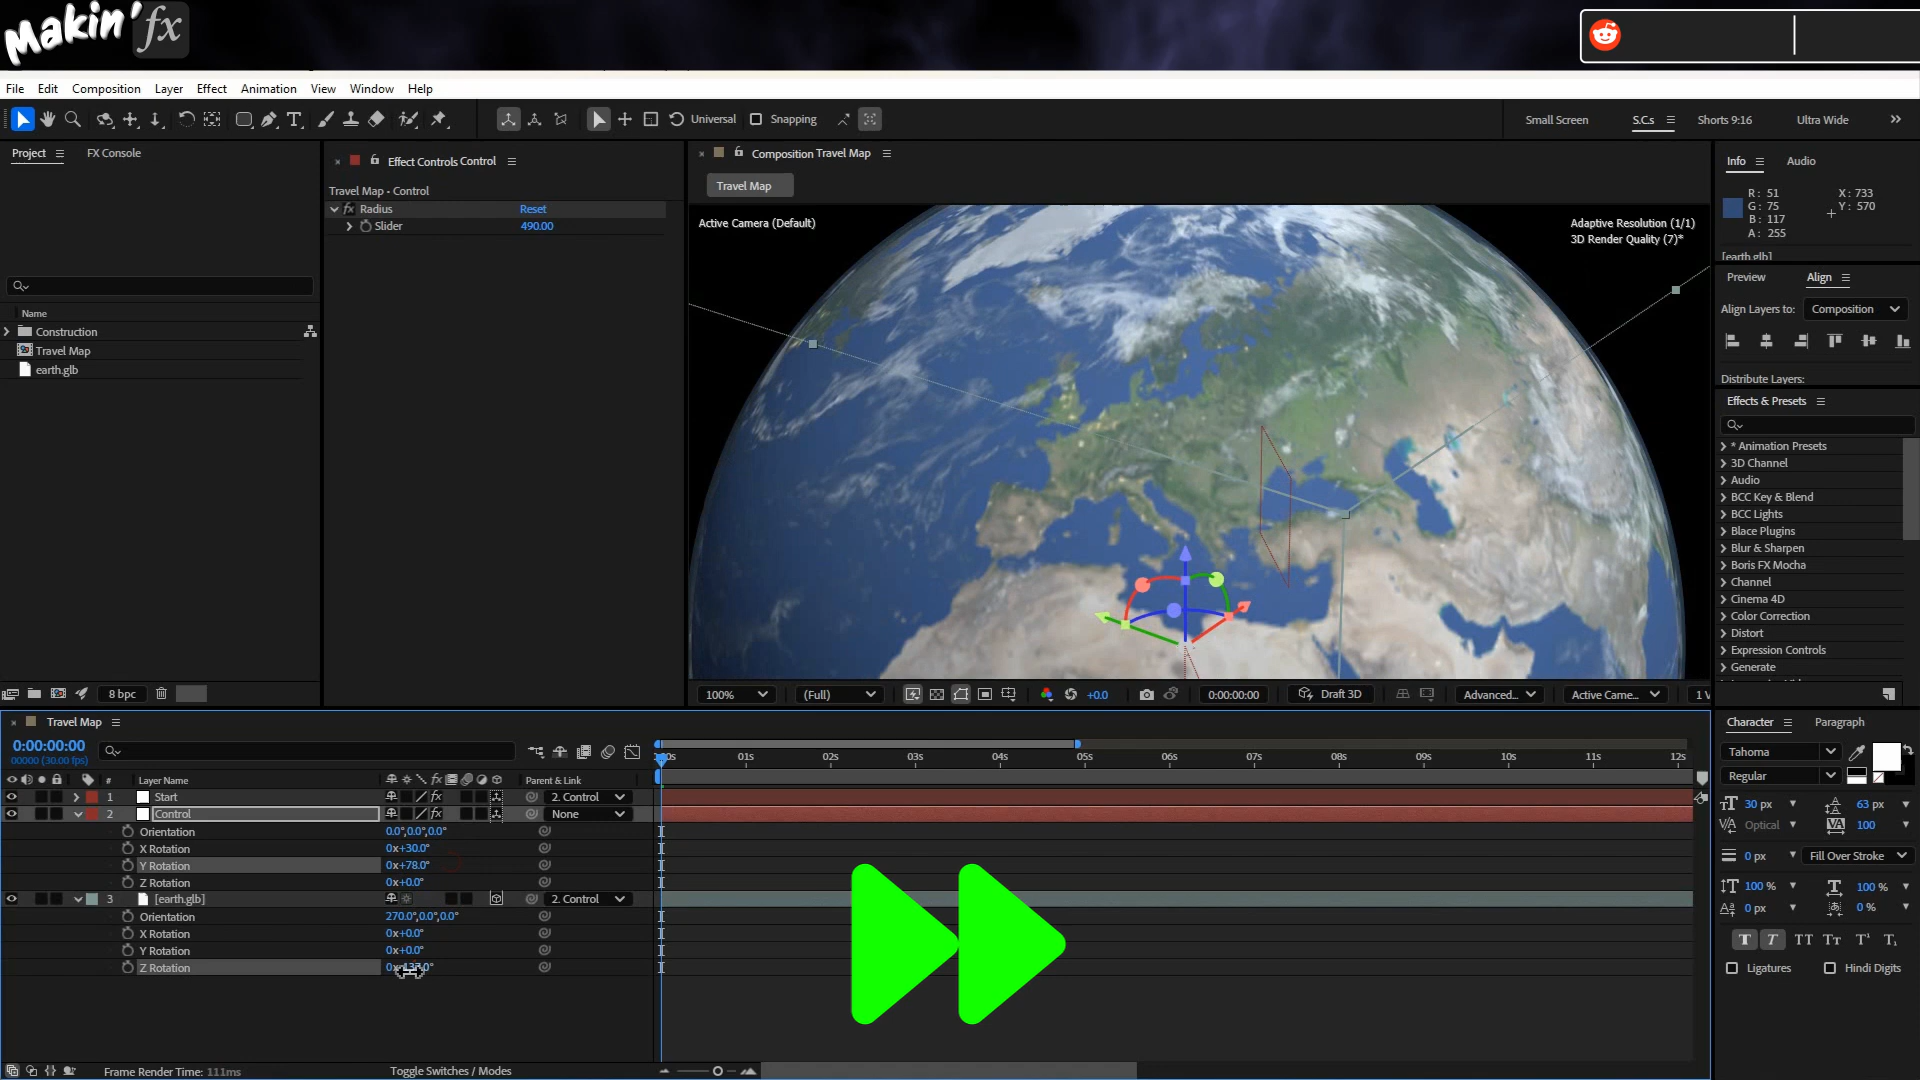 Makin' fx
File Edit Composition Layer Effect Animation View Window Help
Universal Snapping Small Screen S.Cs Shorts 9:16 Ultra Wide
Project FX Console
Name
Construction
Travel Map
earth.glb
8 bpc
Effect Controls Control
Travel Map - Control
fx Radius Reset
Slider 490.00
Composition Travel Map
Travel Map
Active Camera (Default)
Adaptive Resolution (1/1)
3D Render Quality (7)*
100% (Full) +0.0 0:00:00:00 Draft 3D Advanced... Active Came... 1 V
Info Audio
R: 51 X: 733
G: 75 Y: 570
B: 117
A: 255
[earth.glb]
Preview Align
Align Layers to: Composition
Distribute Layers:
Effects & Presets
* Animation Presets
3D Channel
Audio
BCC Key & Blend
BCC Lights
Blace Plugins
Blur & Sharpen
Boris FX Mocha
Channel
Cinema 4D
Color Correction
Distort
Expression Controls
Generate
Travel Map
0:00:00:00
00000 (30.00 fps)
# Layer Name fx Parent & Link
1 Start fx 2. Control
2 Control fx None
Orientation 0.0°,0.0°,0.0°
X Rotation 0x+30.0°
Y Rotation 0x+78.0°
Z Rotation 0x+0.0°
3 [earth.glb] 2. Control
Orientation 270.0°,0.0°,0.0°
X Rotation 0x+0.0°
Y Rotation 0x+0.0°
Z Rotation
01s 02s 03s 04s 05s 06s 07s 08s 09s 10s 11s 12s
Frame Render Time: 111ms Toggle Switches / Modes
Character Paragraph
Tahoma
Regular
30 px 63 px
Optical 100
0 px Fill Over Stroke
100 % 100 %
0 px 0 %
T T TT Tт T¹ T₁
Ligatures Hindi Digits